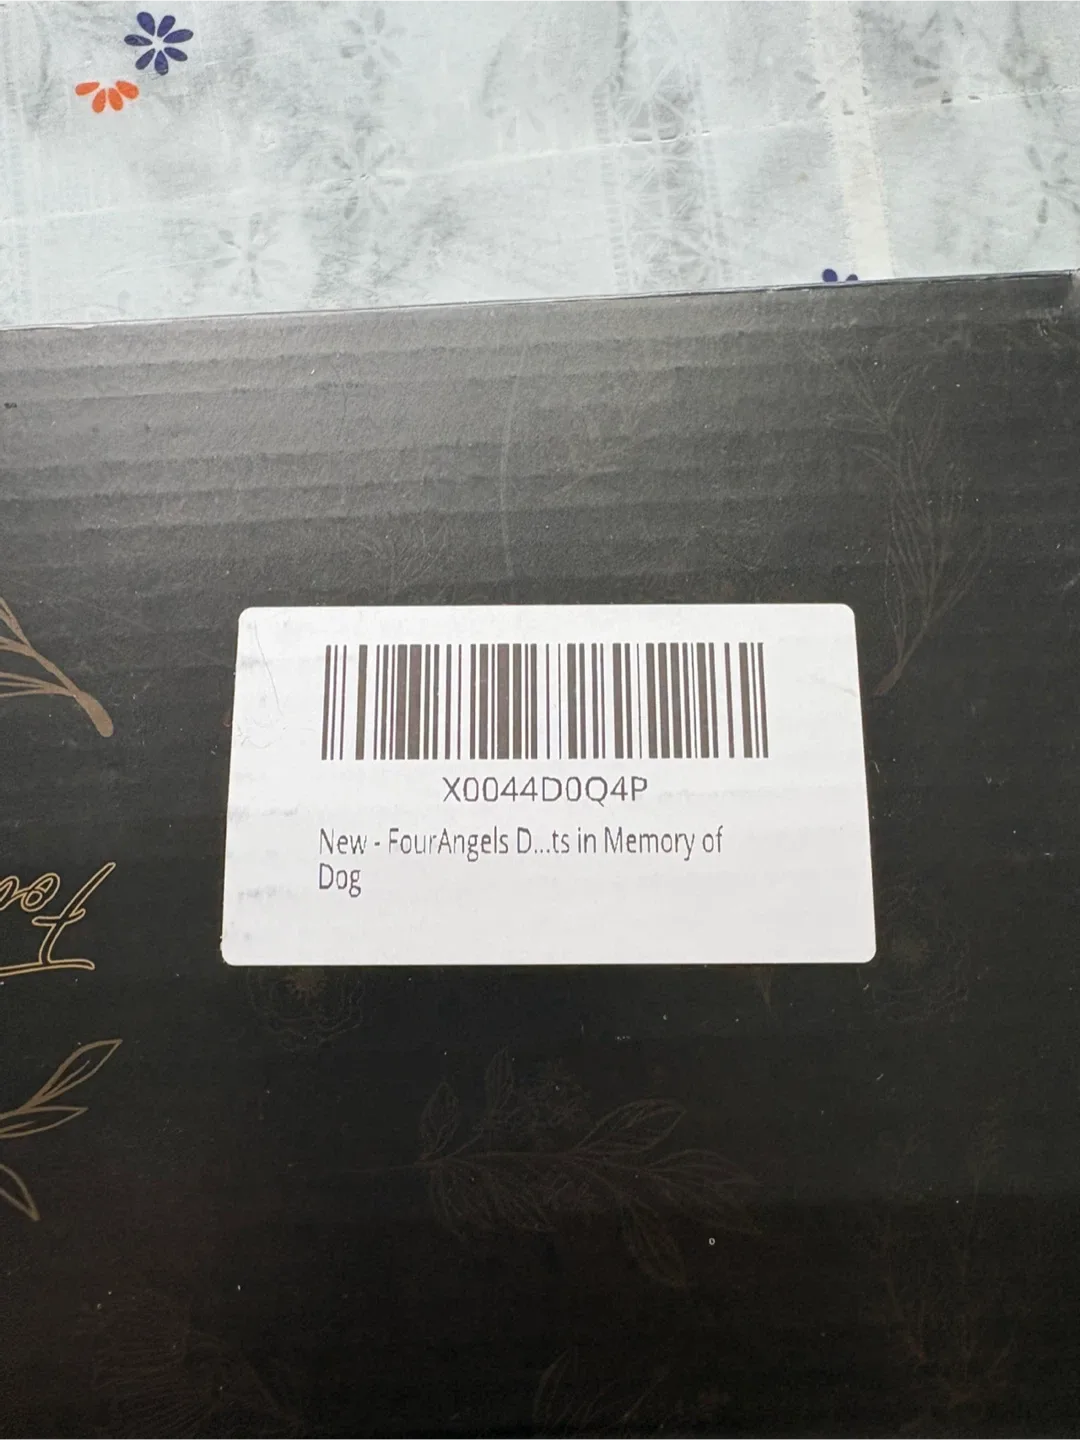 X0044D0Q4P
New - FourAngels D...ts in Memory of
Dog